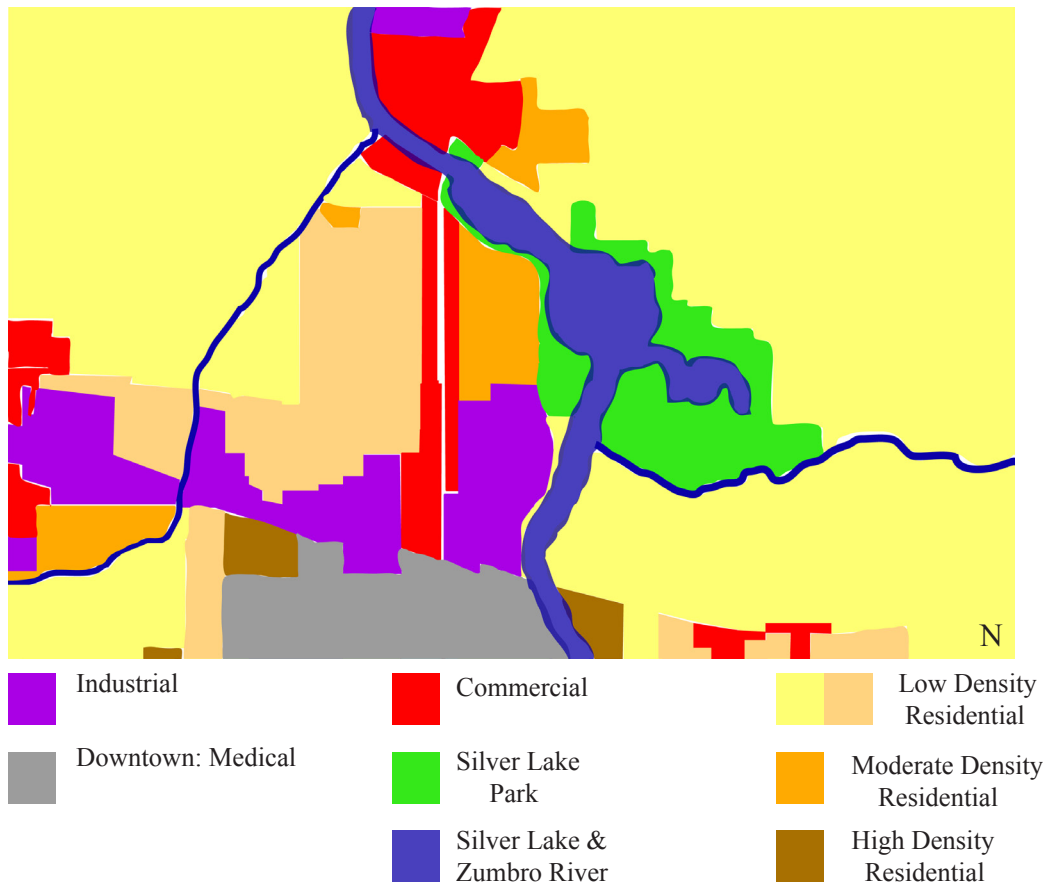 N
Industrial
Commercial
Low Density
Residential
Downtown: Medical
Silver Lake
Park
Moderate Density
Residential
Silver Lake &
Zumbro River
High Density
Residential